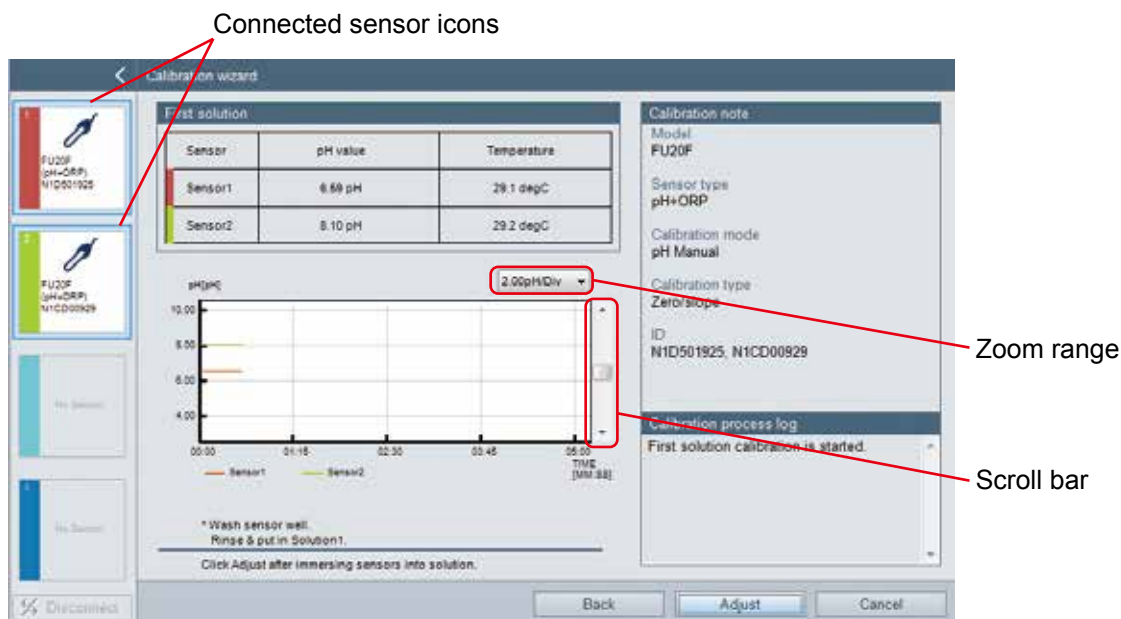 Connected sensor icons
Calibration wizard
1
FU20F
(pH+ORP)
N1D501925
2
FU20F
(pH+ORP)
N1CD00929
No Sensor
No Sensor
Disconnect
First solution
Sensor pH value Temperature
Sensor1 6.59 pH 29.1 degC
Sensor2 8.10 pH 29.2 degC
pH[pH]
2.00pH/Div
10.00
8.00
6.00
4.00
00:00 01:15 02:30 03:45 05:00
TIME
[MM:SS]
Sensor1 Sensor2
* Wash sensor well.
Rinse & put in Solution1.
Click Adjust after immersing sensors into solution.
Calibration note
Model
FU20F
Sensor type
pH+ORP
Calibration mode
pH Manual
Calibration type
Zero/slope
ID
N1D501925, N1CD00929
Calibration process log
First solution calibration is started.
Back Adjust Cancel
Zoom range
Scroll bar